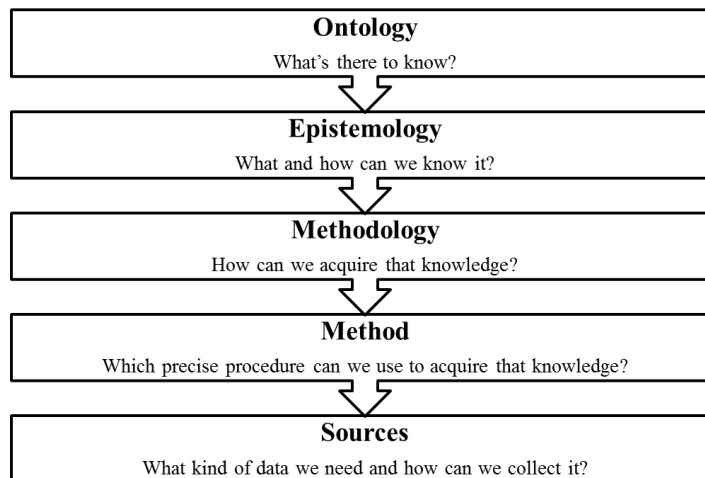 Ontology
What's there to know?
Epistemology
What and how can we know it?
Methodology
How can we acquire that knowledge?
Method
Which precise procedure can we use to acquire that knowledge?
Sources
What kind of data we need and how can we collect it?